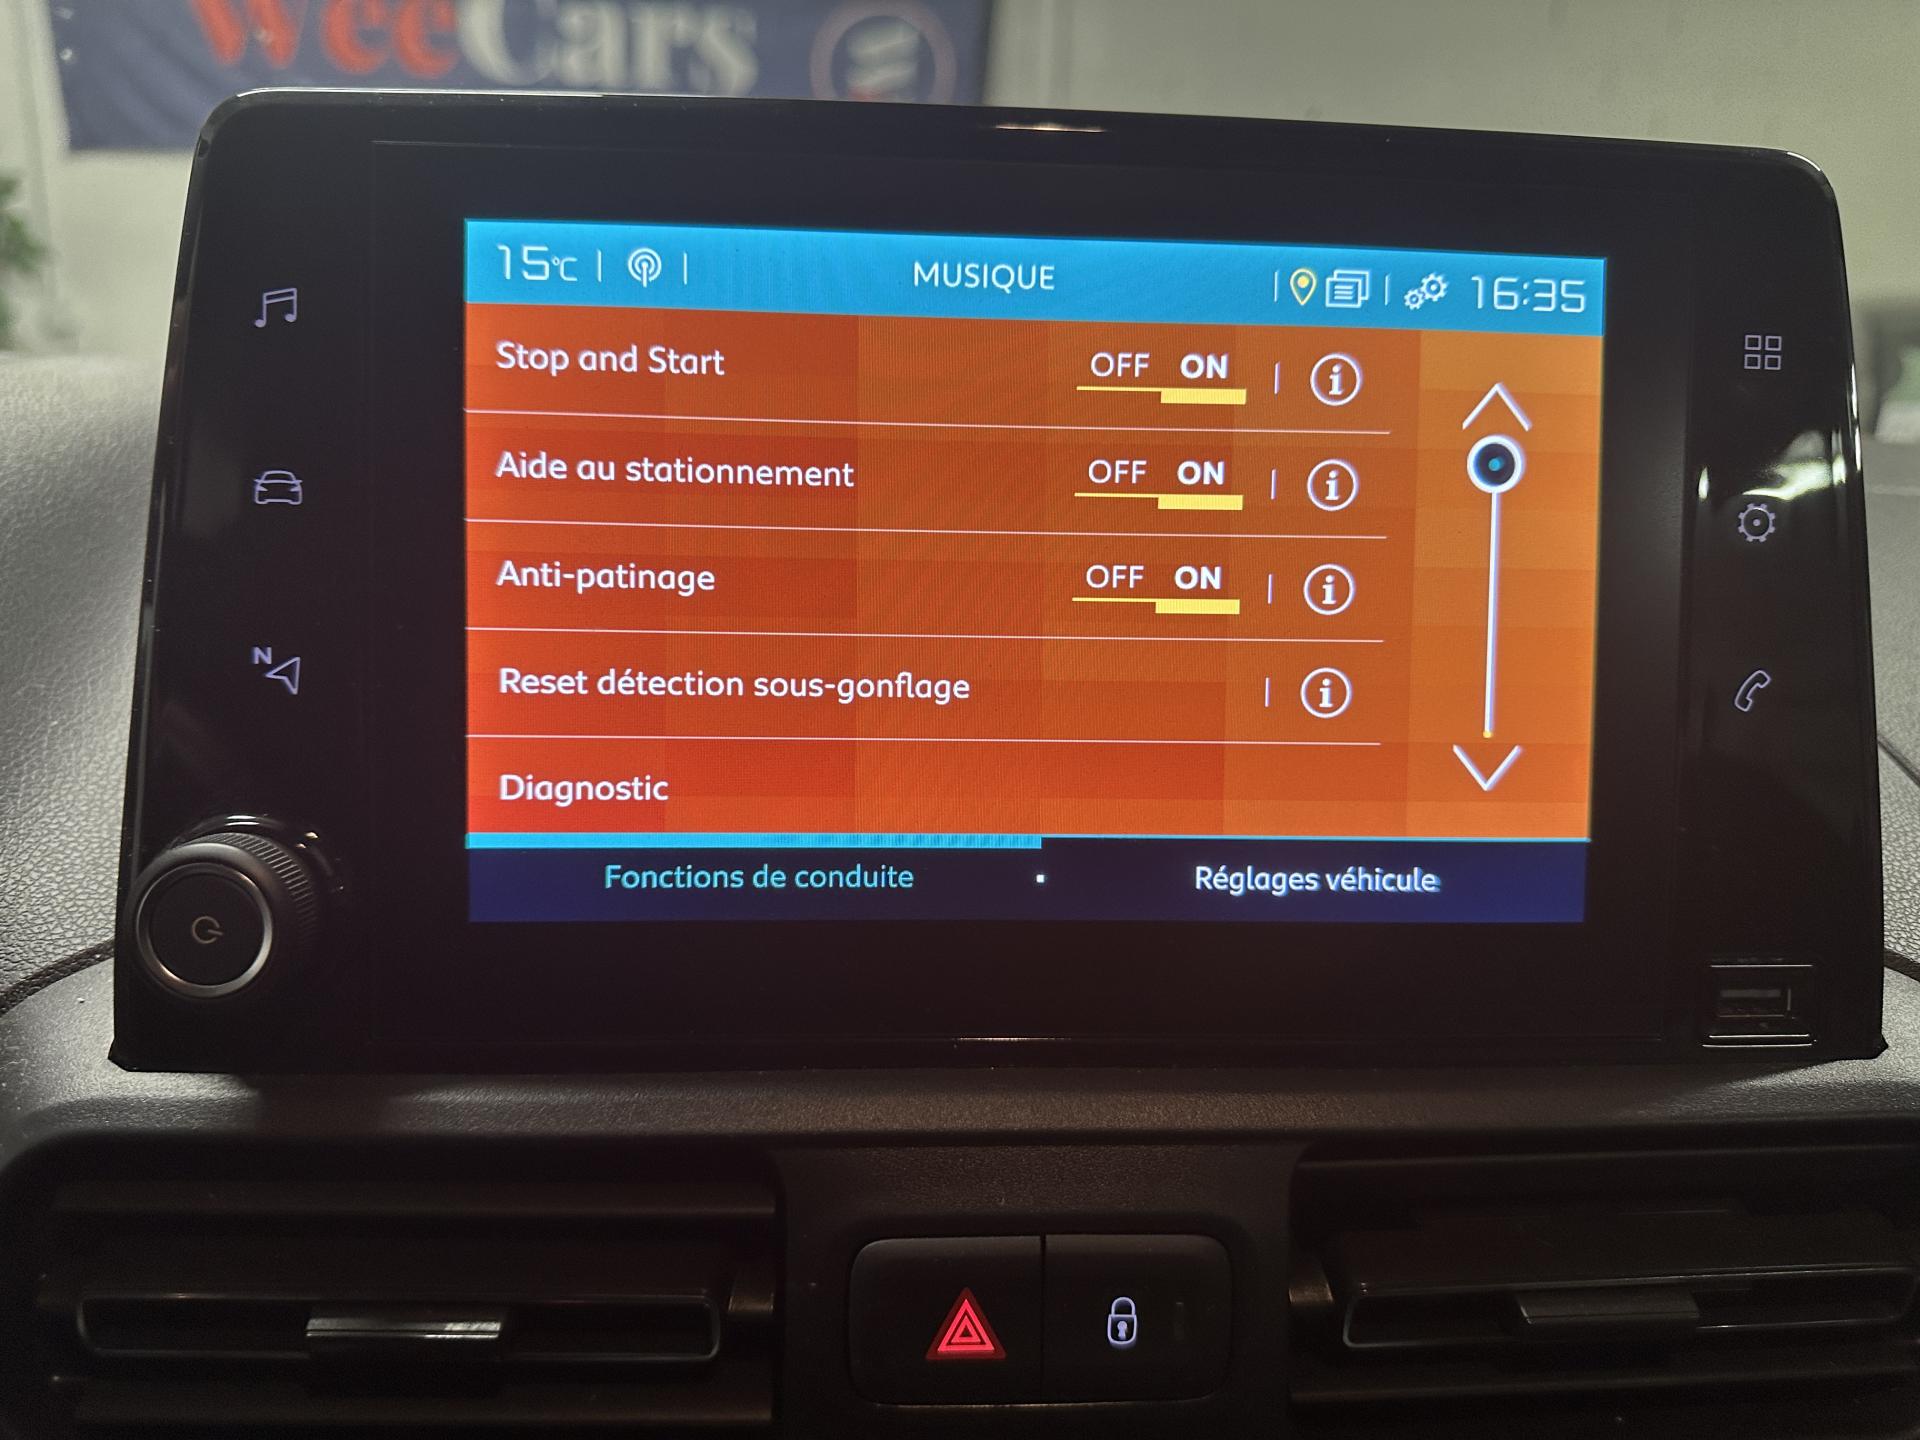 WeeCars
15°C
MUSIQUE
16:35
Stop and Start OFF ON
Aide au stationnement OFF ON
Anti-patinage OFF ON
Reset détection sous-gonflage
Diagnostic
Fonctions de conduite
Réglages véhicule
N